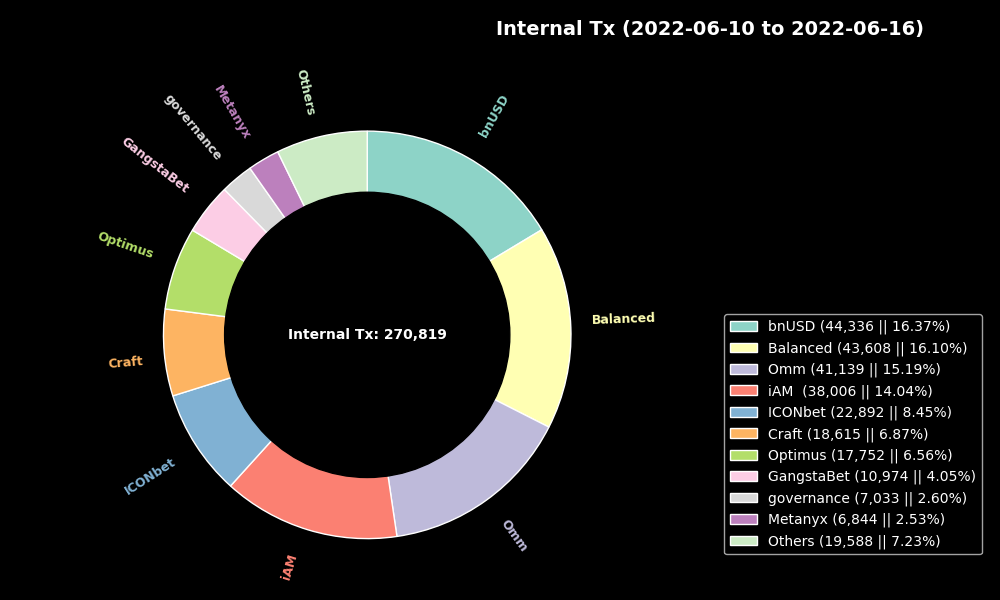 Internal Tx (2022-06-10 to 2022-06-16)
Others
bnUSD
Metanyx
governance
GangstaBet
Optimus
Balanced
Internal Tx: 270,819
Craft
ICONbet
Omm
iAM
bnUSD (44,336 || 16.37%)
Balanced (43,608 || 16.10%)
Omm (41,139 || 15.19%)
iAM  (38,006 || 14.04%)
ICONbet (22,892 || 8.45%)
Craft (18,615 || 6.87%)
Optimus (17,752 || 6.56%)
GangstaBet (10,974 || 4.05%)
governance (7,033 || 2.60%)
Metanyx (6,844 || 2.53%)
Others (19,588 || 7.23%)